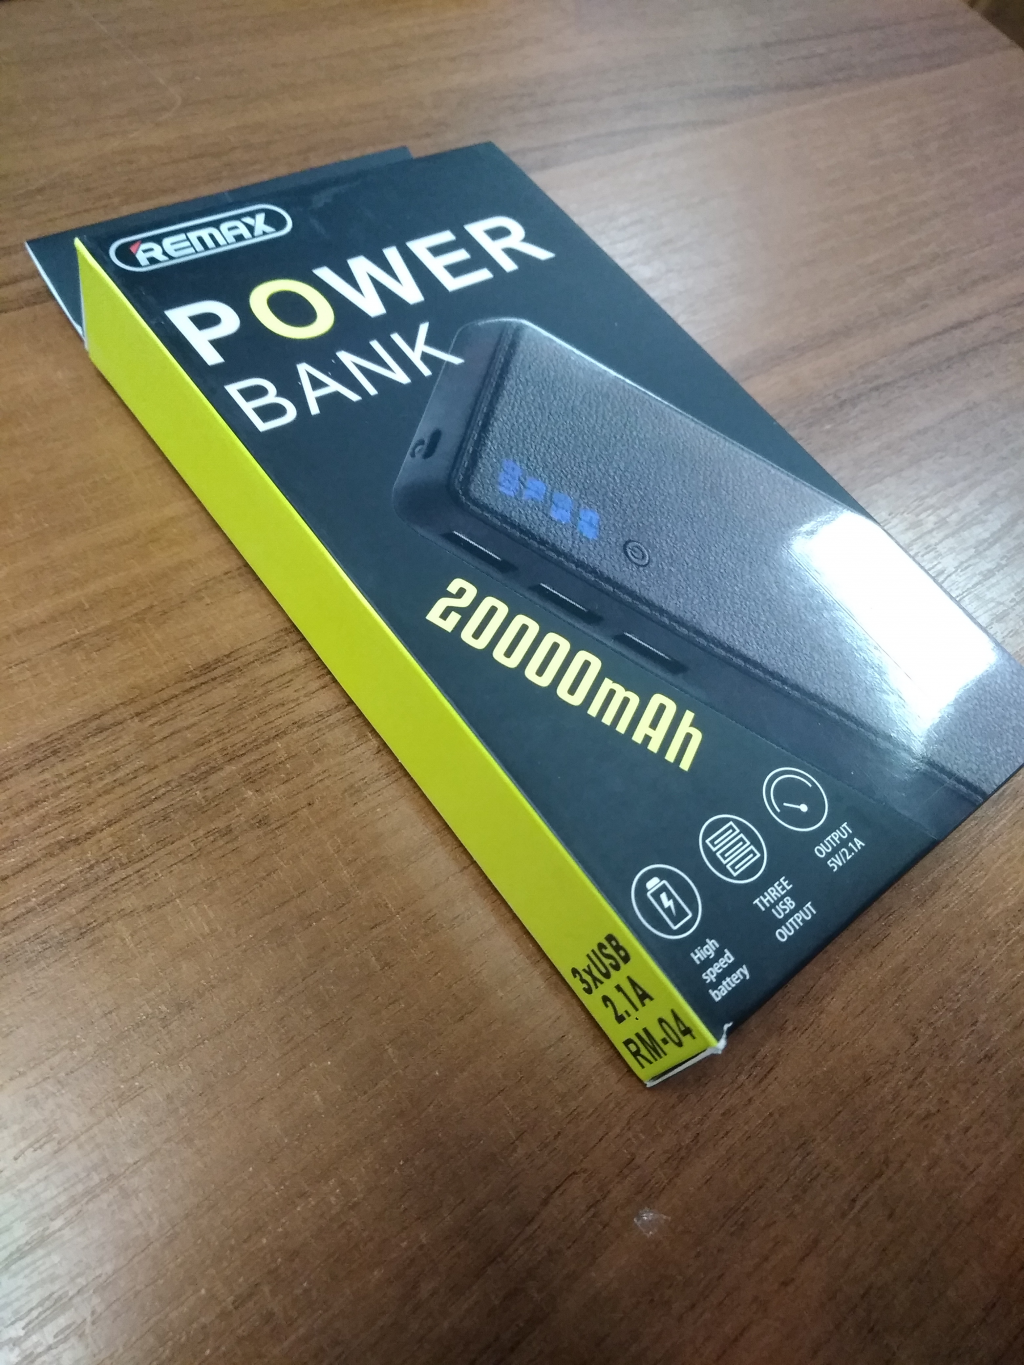 REMAX
POWER
BANK
20000mAh
High
speed
battery
THREE
USB
OUTPUT
OUTPUT
5V/2.1A
3xUSB
2.1A
RM-04